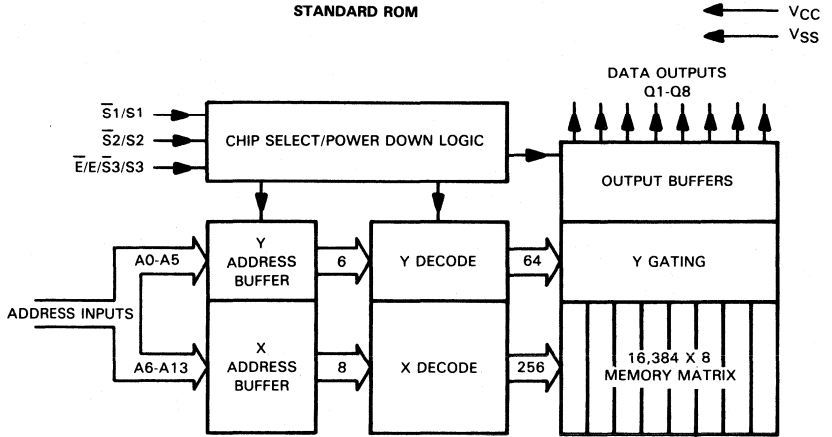 STANDARD ROM
VCC
VSS
DATA OUTPUTS
Q1-Q8
S̅1/S1
S̅2/S2
E̅/E/S̅3/S3
CHIP SELECT/POWER DOWN LOGIC
OUTPUT BUFFERS
ADDRESS INPUTS
A0-A5
Y
ADDRESS
BUFFER
6
Y DECODE
64
Y GATING
A6-A13
X
ADDRESS
BUFFER
8
X DECODE
256
16,384 X 8
MEMORY MATRIX